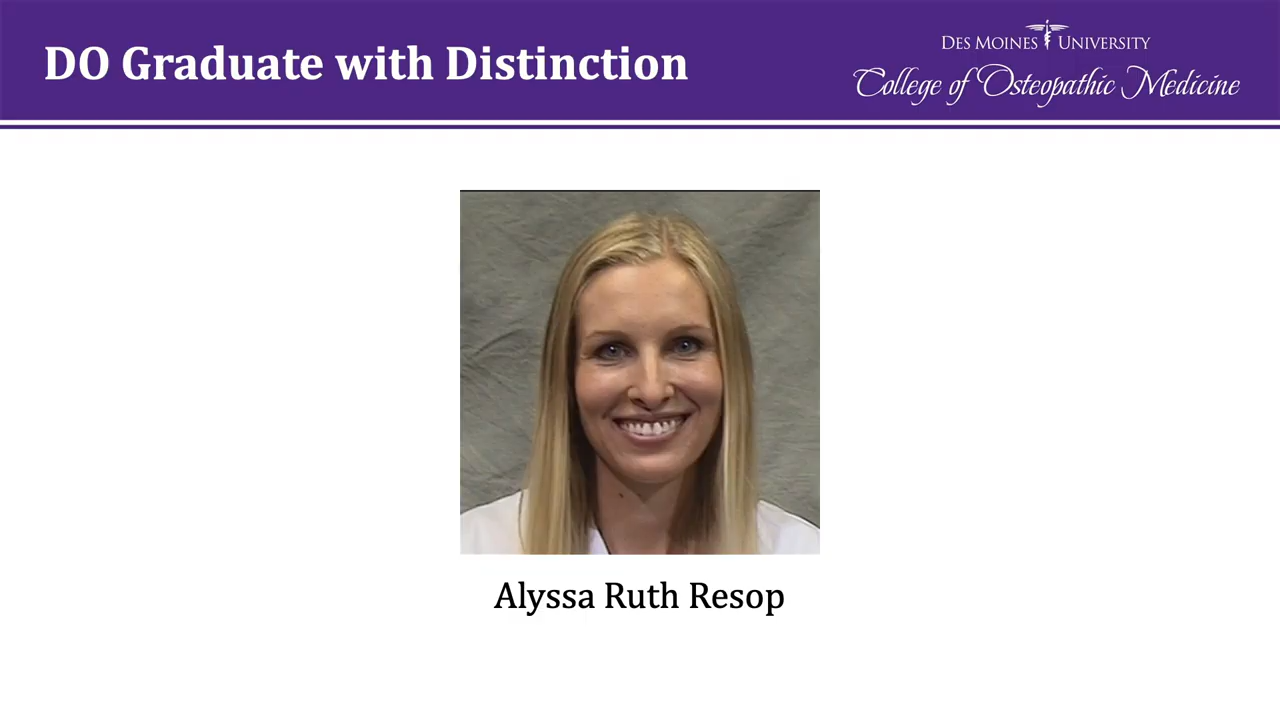 DO Graduate with Distinction
DES MOINES UNIVERSITY
College of Osteopathic Medicine
Alyssa Ruth Resop